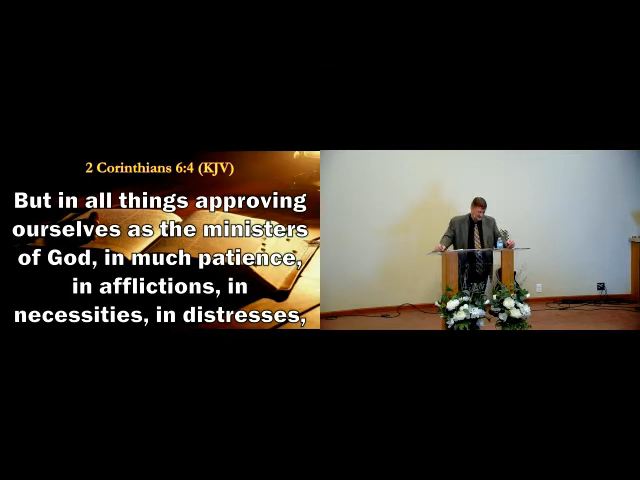 2 Corinthians 6:4 (KJV)
But in all things approving
ourselves as the ministers
of God, in much patience,
in afflictions, in
necessities, in distresses,